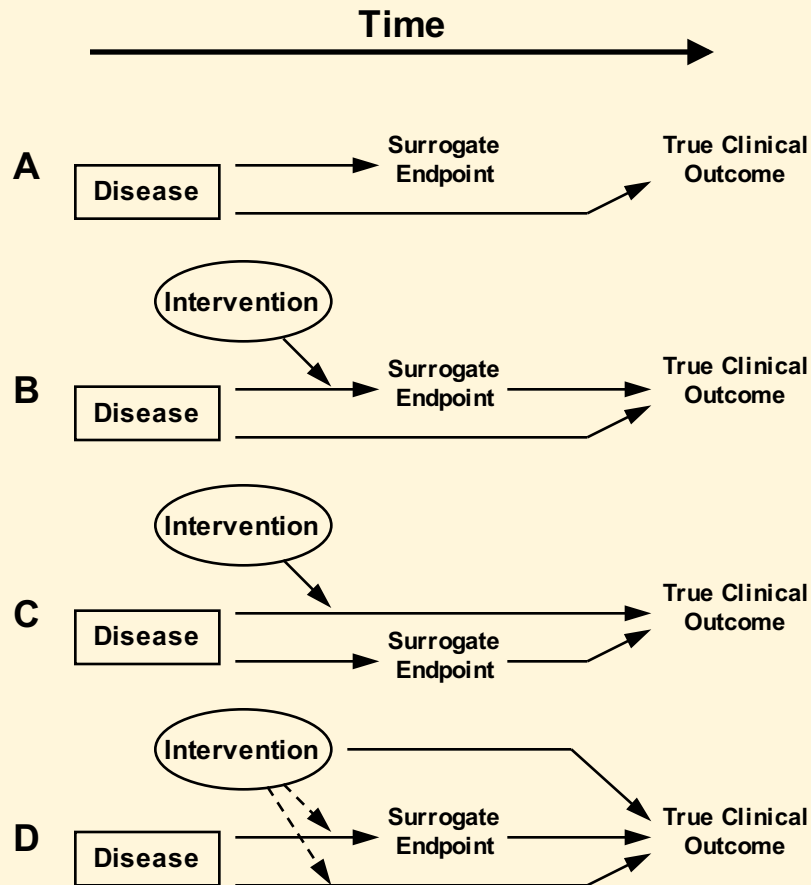 Time
A
Disease
Surrogate
Endpoint
True Clinical
Outcome
Intervention
B
Disease
Surrogate
Endpoint
True Clinical
Outcome
Intervention
C
Disease
Surrogate
Endpoint
True Clinical
Outcome
Intervention
D
Disease
Surrogate
Endpoint
True Clinical
Outcome